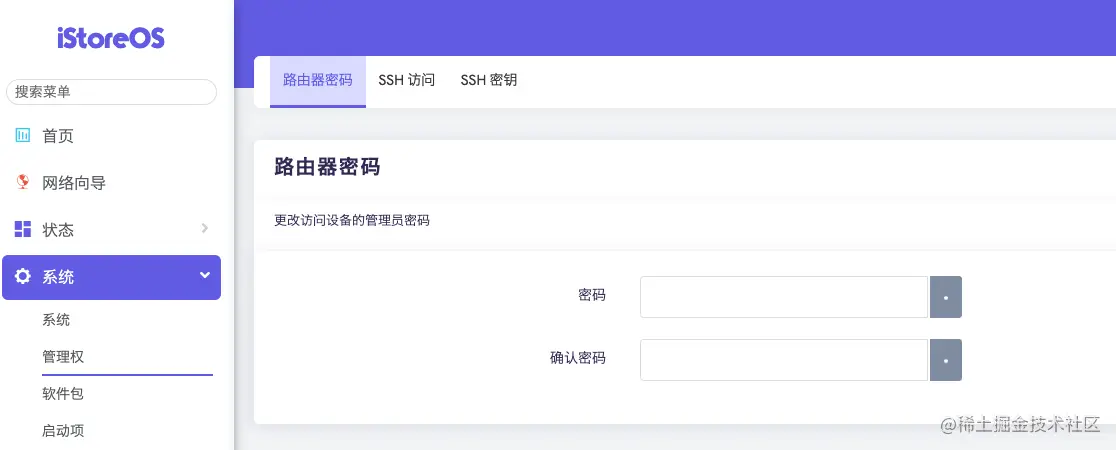 iStoreOS
搜索菜单
首页
网络向导
状态
系统
系统
管理权
软件包
启动项
路由器密码 SSH 访问 SSH 密钥
路由器密码
更改访问设备的管理员密码
密码
确认密码
@稀土掘金技术社区